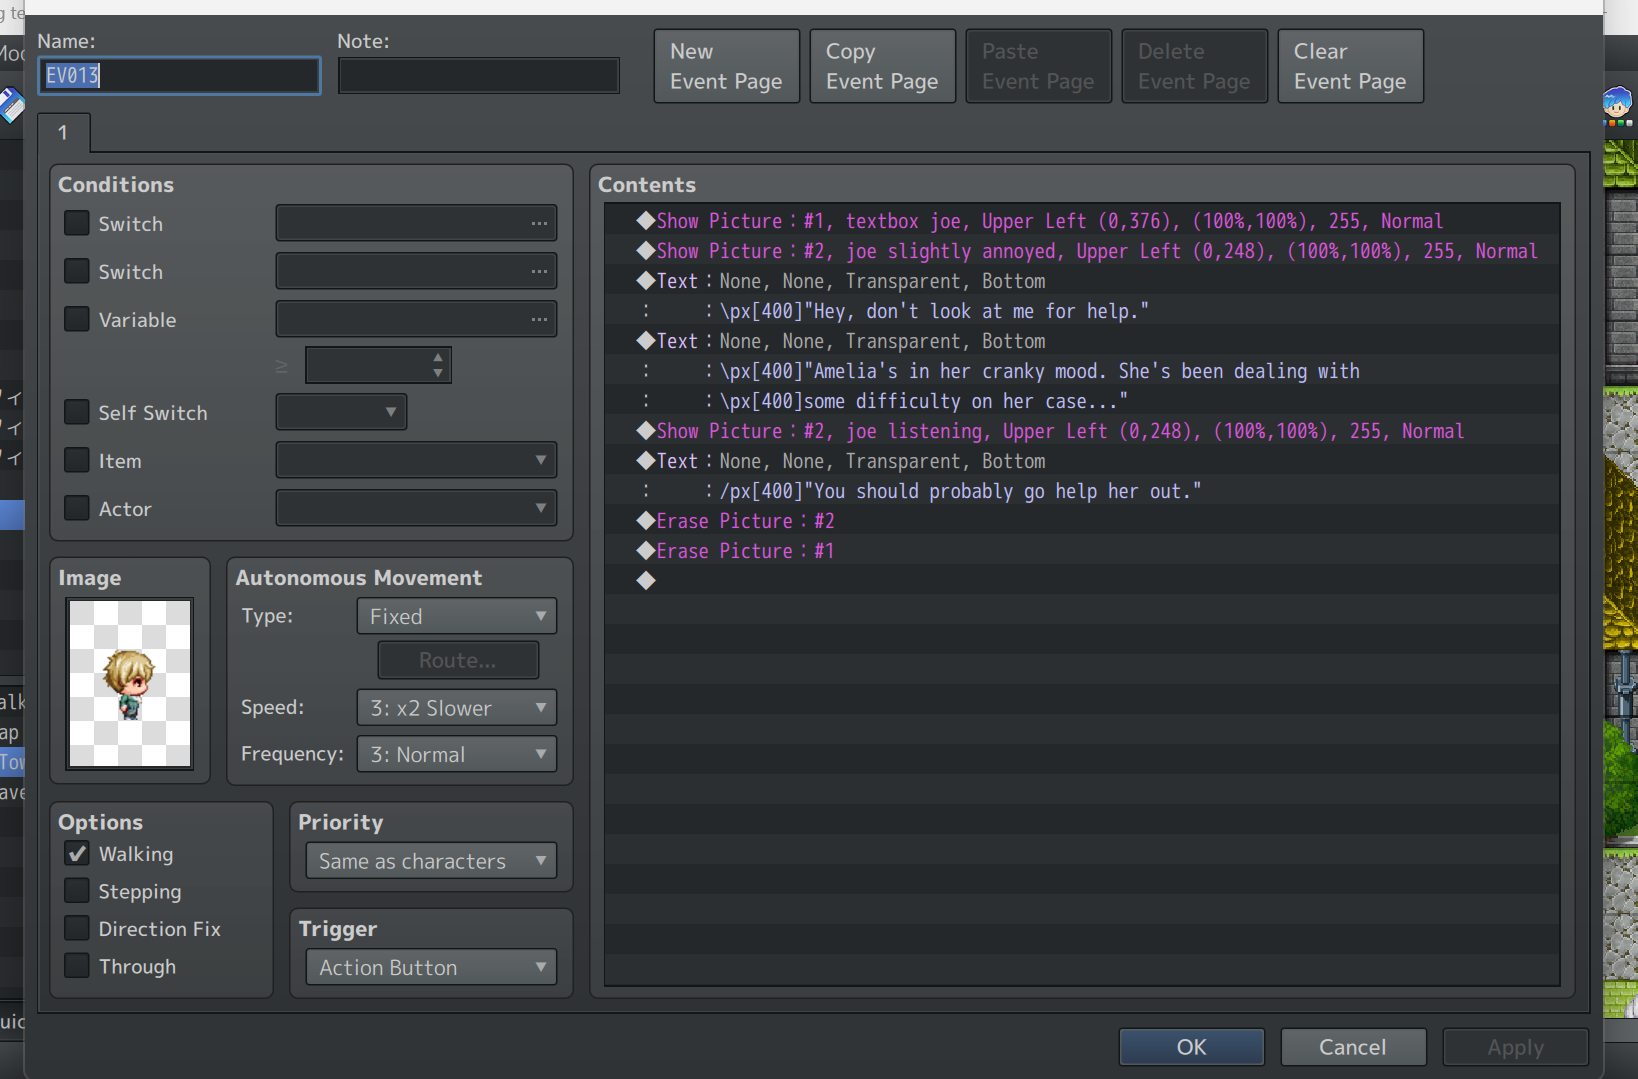 g te
Name:
Note:
New
Event Page
Copy
Event Page
Paste
Event Page
Delete
Event Page
Clear
Event Page
EV013
1
Conditions
Switch
...
Switch
...
Variable
...
≥
Self Switch
Item
Actor
Image
Autonomous Movement
Type:
Fixed
Route...
Speed:
3: x2 Slower
Frequency:
3: Normal
Options
Walking
Stepping
Direction Fix
Through
Priority
Same as characters
Trigger
Action Button
Contents
◆Show Picture：#1, textbox joe, Upper Left (0,376), (100%,100%), 255, Normal
◆Show Picture：#2, joe slightly annoyed, Upper Left (0,248), (100%,100%), 255, Normal
◆Text：None, None, Transparent, Bottom
：　　：\px[400]"Hey, don't look at me for help."
◆Text：None, None, Transparent, Bottom
：　　：\px[400]"Amelia's in her cranky mood. She's been dealing with
：　　：\px[400]some difficulty on her case..."
◆Show Picture：#2, joe listening, Upper Left (0,248), (100%,100%), 255, Normal
◆Text：None, None, Transparent, Bottom
：　　：/px[400]"You should probably go help her out."
◆Erase Picture：#2
◆Erase Picture：#1
◆
OK
Cancel
Apply